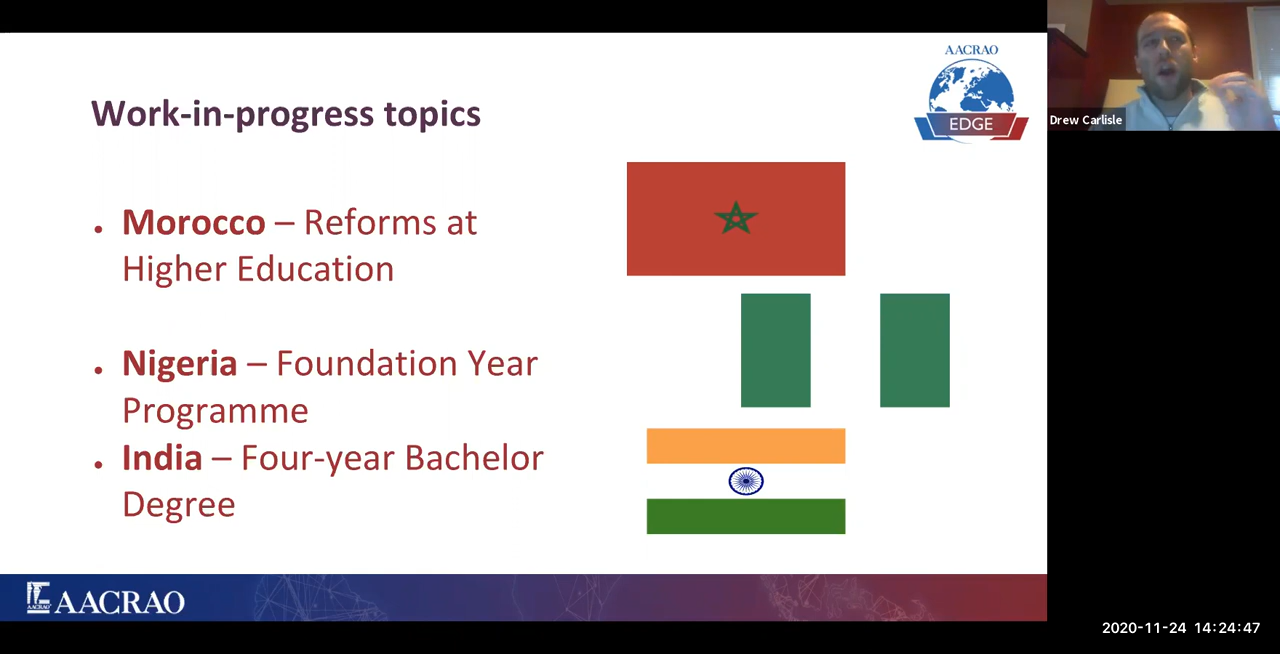 AACRAO
EDGE
Drew Carlisle
Work-in-progress topics
• Morocco – Reforms at
Higher Education
• Nigeria – Foundation Year
Programme
• India – Four-year Bachelor
Degree
AACRAO
AACRAO
2020-11-24 14:24:47